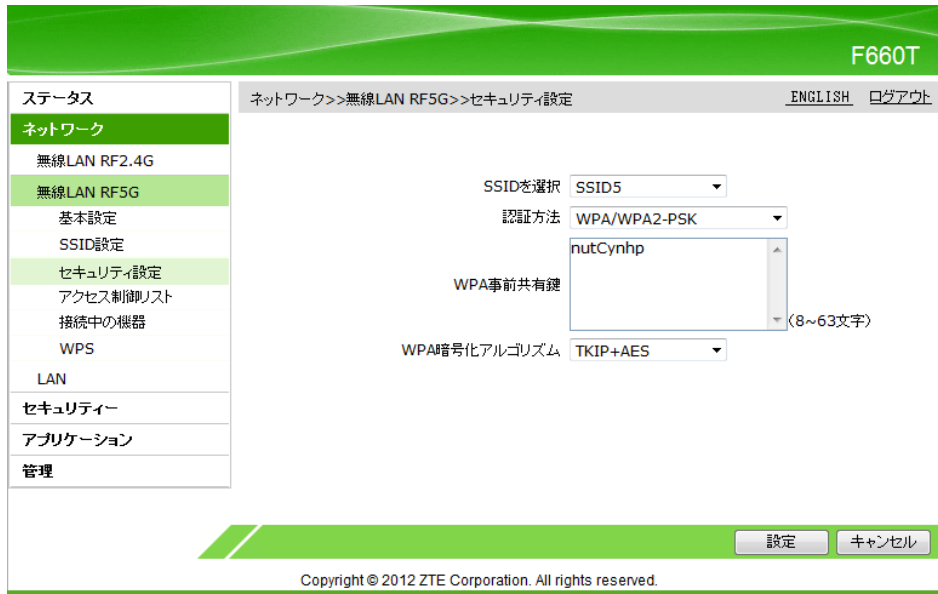 F660T
ステータス
ネットワーク
無線LAN RF2.4G
無線LAN RF5G
基本設定
SSID設定
セキュリティ設定
アクセス制御リスト
接続中の機器
WPS
LAN
セキュリティー
アプリケーション
管理
ネットワーク>>無線LAN RF5G>>セキュリティ設定 ENGLISH ログアウト
SSIDを選択 SSID5
認証方法 WPA/WPA2-PSK
WPA事前共有鍵 nutCynhp (8~63文字)
WPA暗号化アルゴリズム TKIP+AES
設定 キャンセル
Copyright © 2012 ZTE Corporation. All rights reserved.